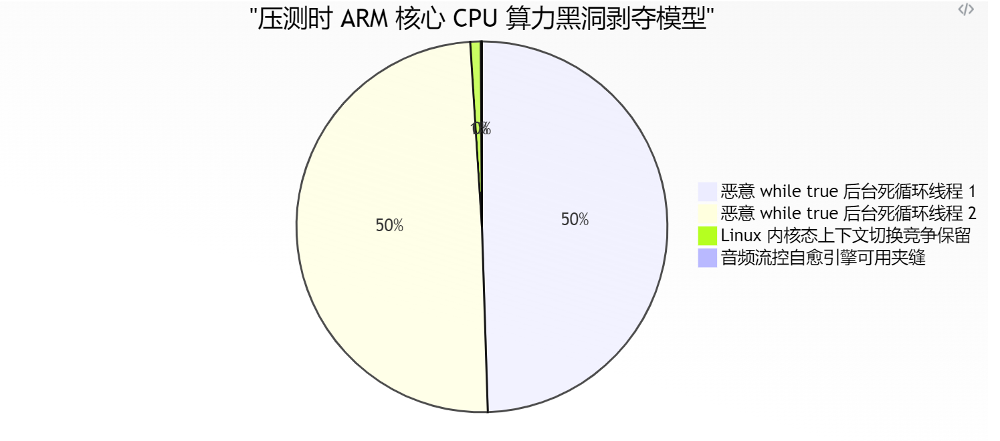 "压测时 ARM 核心 CPU 算力黑洞剥夺模型"
50%
50%
恶意 while true 后台死循环线程 1
恶意 while true 后台死循环线程 2
Linux 内核态上下文切换竞争保留
音频流控自愈引擎可用夹缝